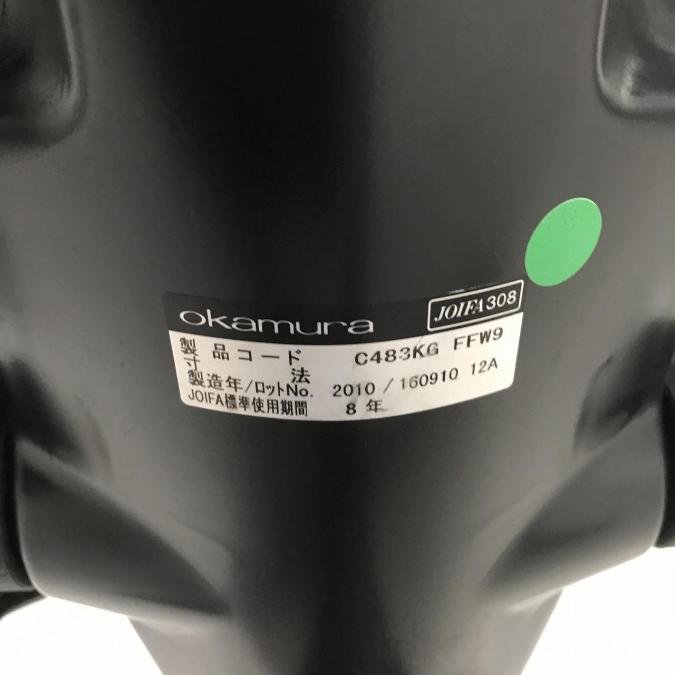 okamura JOIFA308
製品コード C483KG FFW9
寸法
製造年/ロットNo. 2010 / 160910 12A
JOIFA標準使用期間 8 年